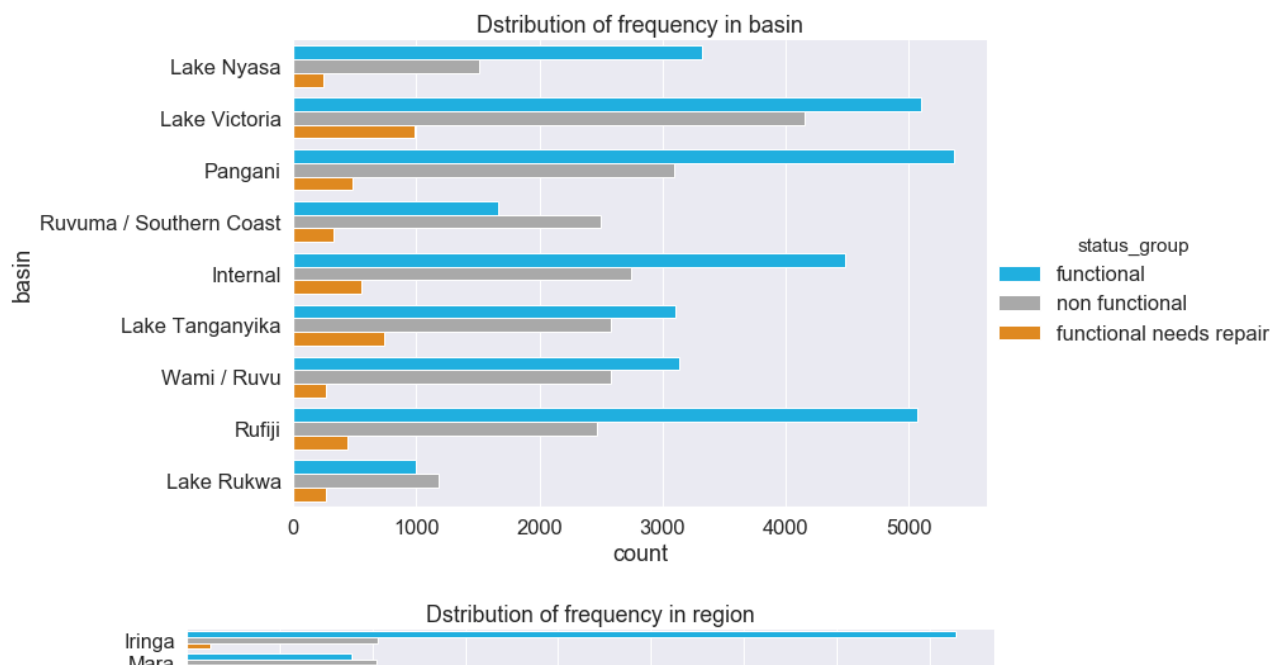 Dstribution of frequency in basin
Lake Nyasa
Lake Victoria
Pangani
Ruvuma / Southern Coast
Internal
Lake Tanganyika
Wami / Ruvu
Rufiji
Lake Rukwa
basin
0 1000 2000 3000 4000 5000
count
status_group
functional
non functional
functional needs repair
Dstribution of frequency in region
Iringa
Mara